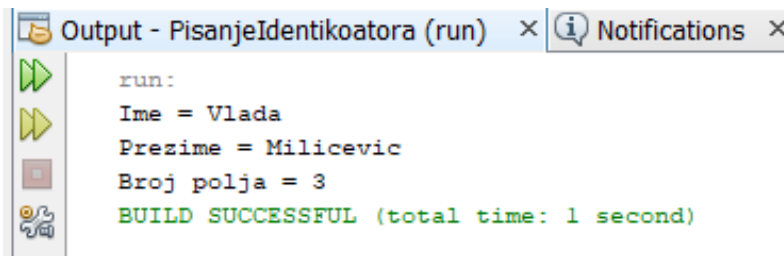 Output - PisanjeIdentikoatora (run) × Notifications ×
run:
Ime = Vlada
Prezime = Milicevic
Broj polja = 3
BUILD SUCCESSFUL (total time: 1 second)